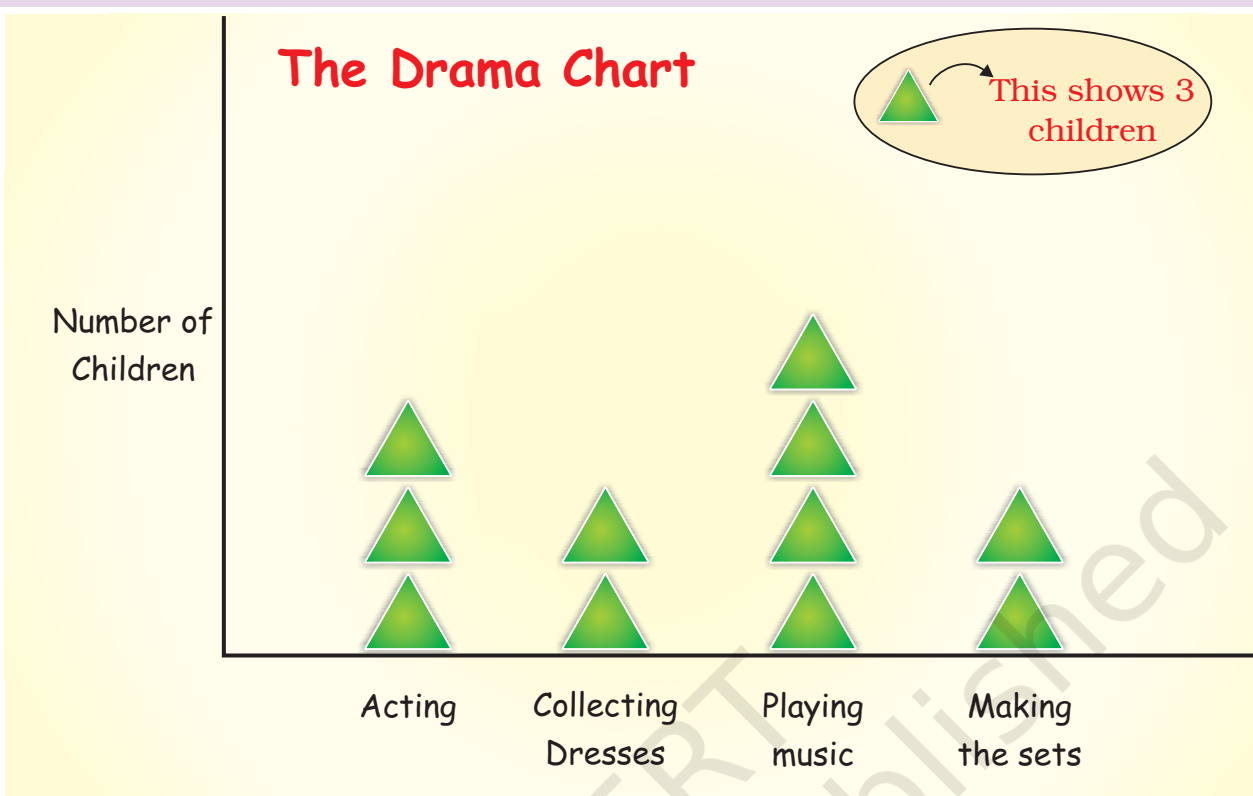 The Drama Chart
This shows 3
children
Number of
Children
Acting
Collecting
Dresses
Playing
music
Making
the sets